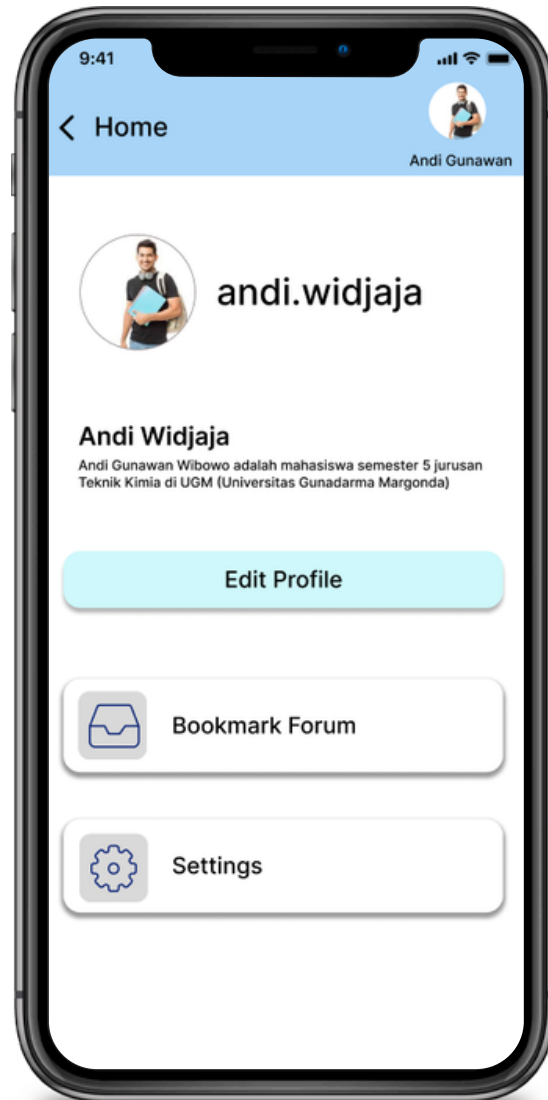 9:41
Home
Andi Gunawan
andi.widjaja
Andi Widjaja
Andi Gunawan Wibowo adalah mahasiswa semester 5 jurusan
Teknik Kimia di UGM (Universitas Gunadarma Margonda)
Edit Profile
Bookmark Forum
Settings